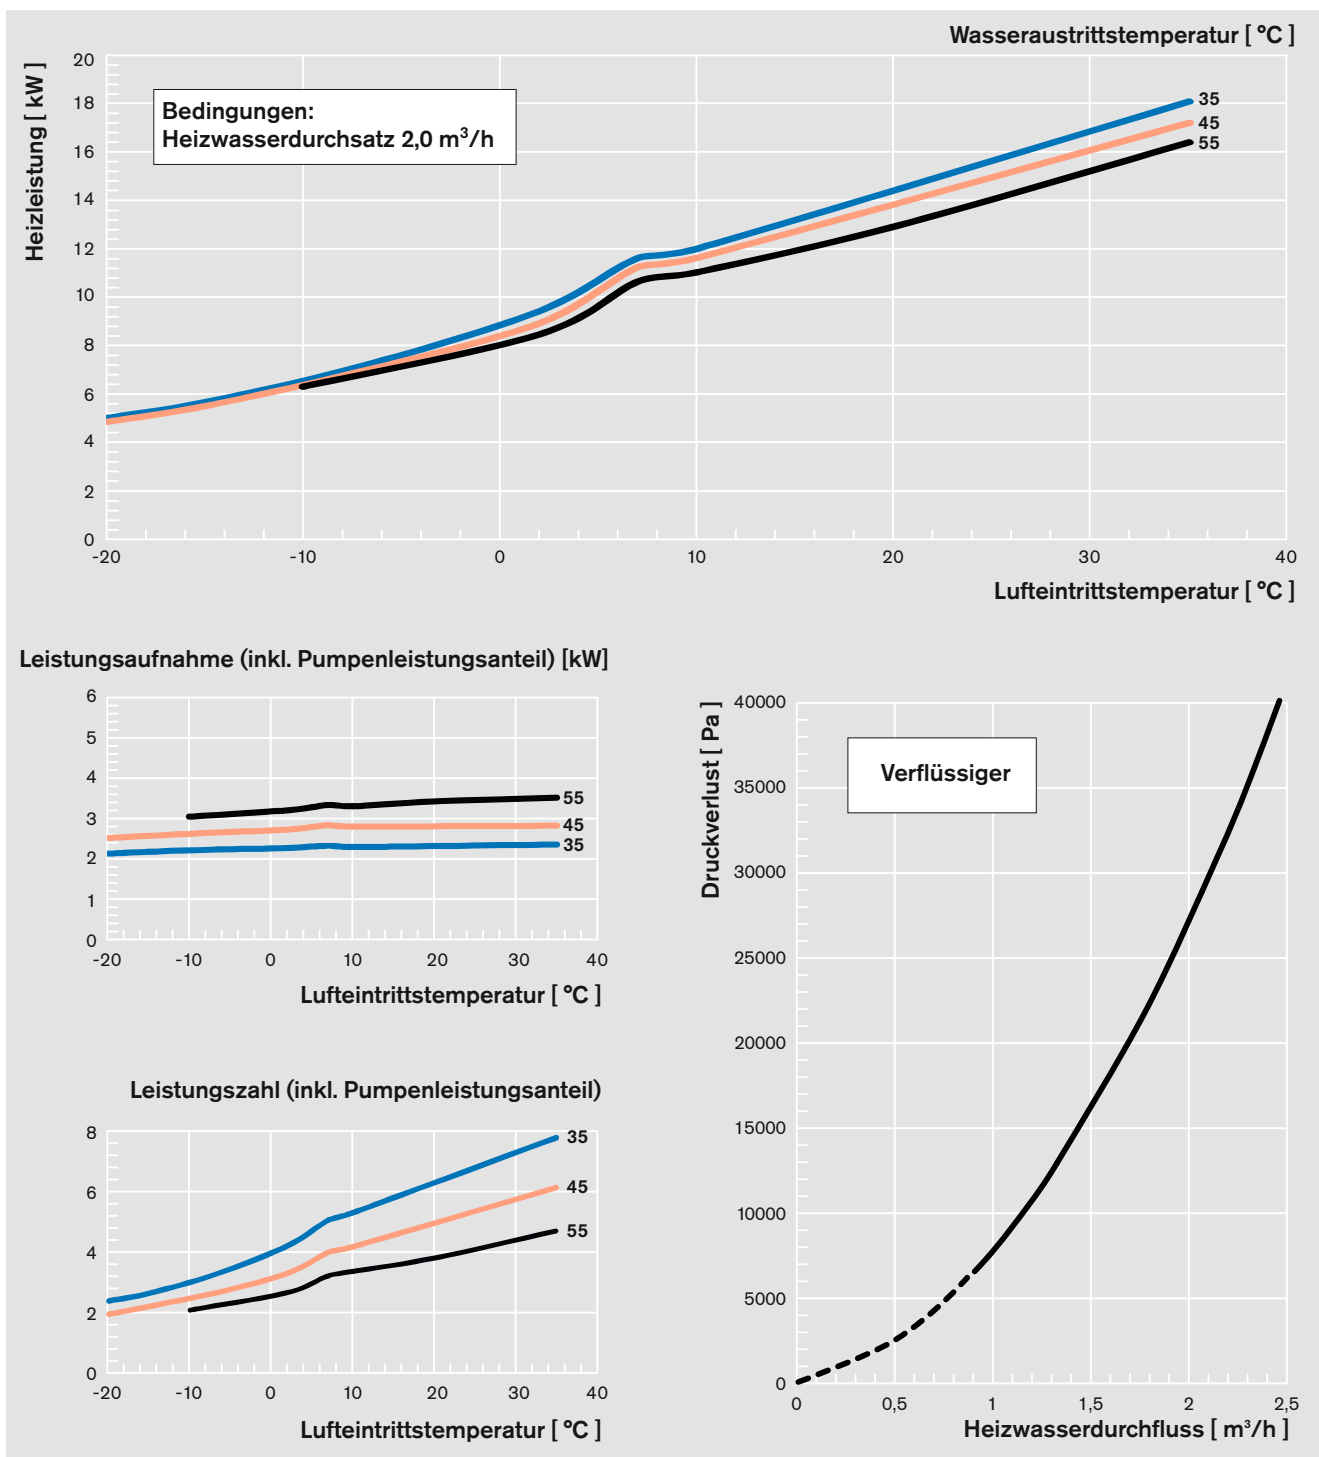 Wasseraustrittstemperatur [ °C ]
Heizleistung [ kW ]
Bedingungen:
Heizwasserdurchsatz 2,0 m³/h
20
18
16
14
12
10
8
6
4
2
0
35
45
55
-20 -10 0 10 20 30 40
Lufteintrittstemperatur [ °C ]
Leistungsaufnahme (inkl. Pumpenleistungsanteil) [kW]
6
5
4
3
2
1
0
55
45
35
-20 -10 0 10 20 30 40
Lufteintrittstemperatur [ °C ]
Leistungszahl (inkl. Pumpenleistungsanteil)
8
6
4
2
0
35
45
55
-20 -10 0 10 20 30 40
Lufteintrittstemperatur [ °C ]
Druckverlust [ Pa ]
Verflüssiger
40000
35000
30000
25000
20000
15000
10000
5000
0
0 0,5 1 1,5 2 2,5
Heizwasserdurchfluss [ m³/h ]